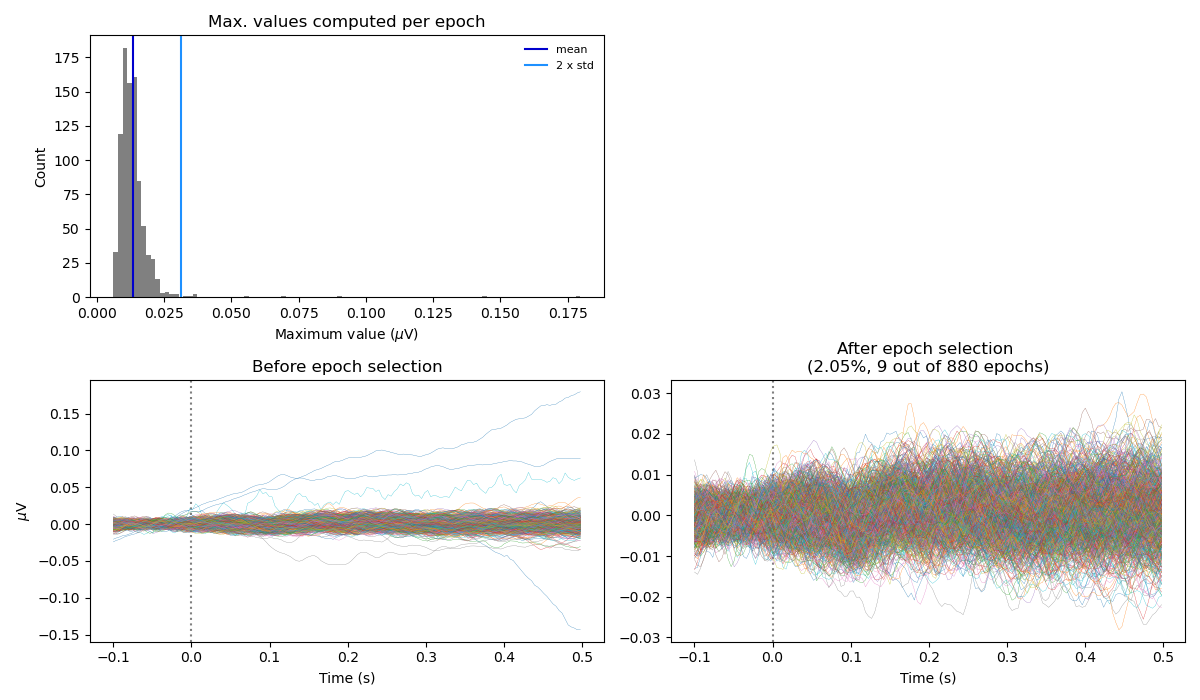 Max. values computed per epoch
mean
2 x std
Count
175
150
125
100
75
50
25
0
0.000 0.025 0.050 0.075 0.100 0.125 0.150 0.175
Maximum value (μV)
Before epoch selection
μV
0.15
0.10
0.05
0.00
−0.05
−0.10
−0.15
−0.1 0.0 0.1 0.2 0.3 0.4 0.5
Time (s)
After epoch selection
(2.05%, 9 out of 880 epochs)
0.03
0.02
0.01
0.00
−0.01
−0.02
−0.03
−0.1 0.0 0.1 0.2 0.3 0.4 0.5
Time (s)